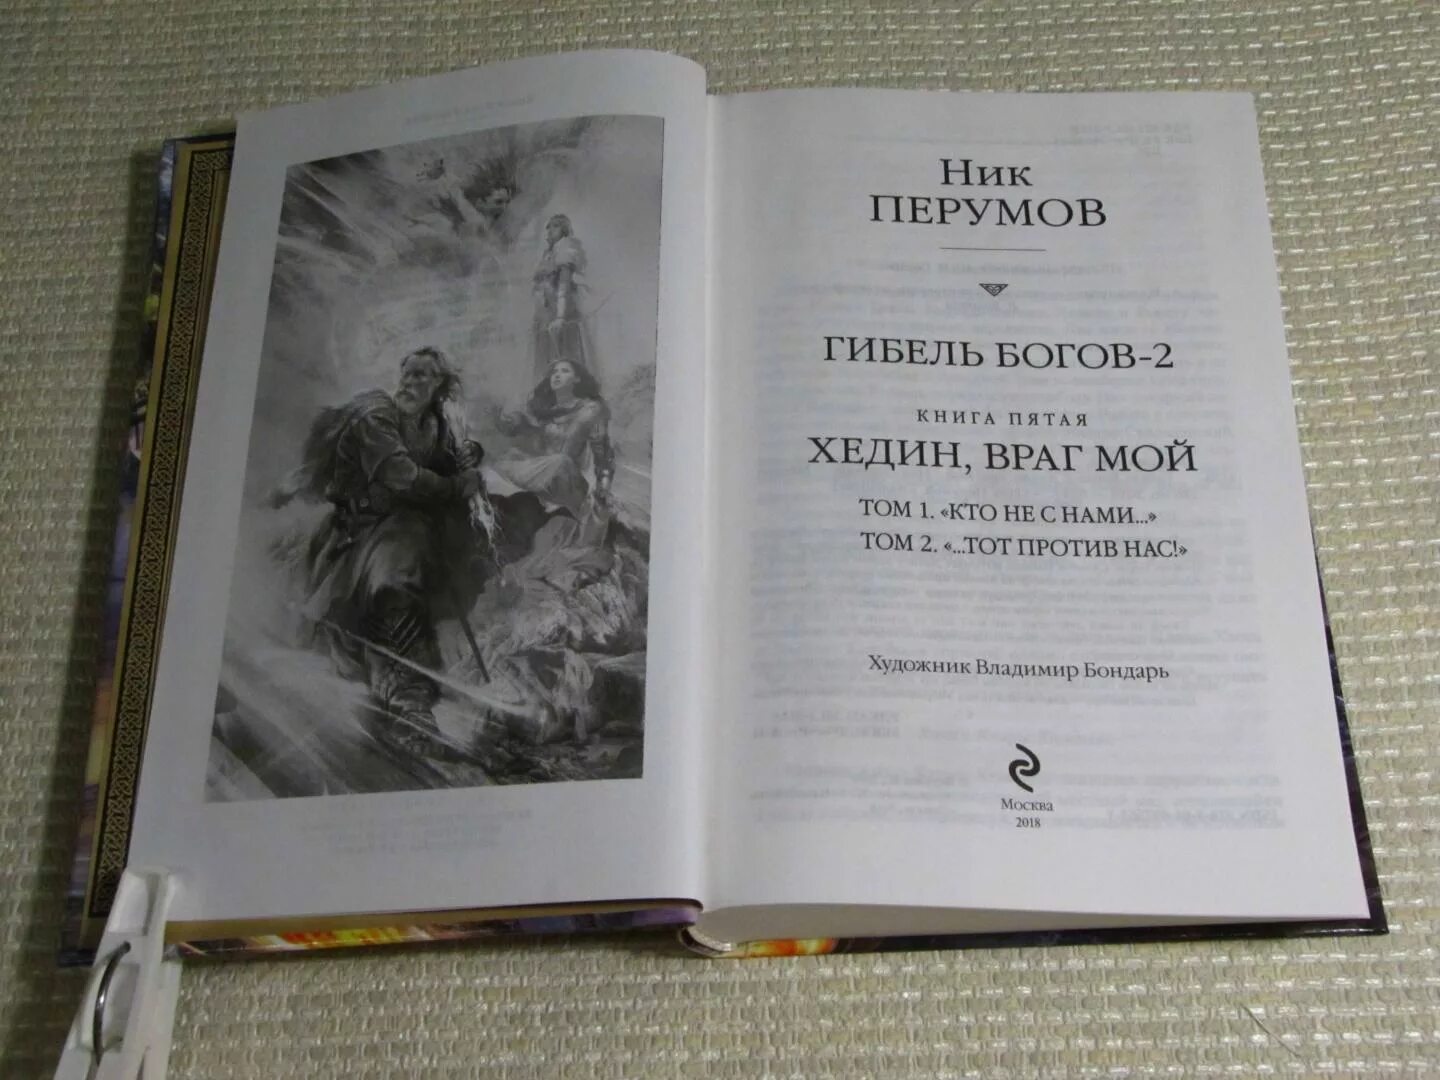 Ник
ПЕРУМОВ
ГИБЕЛЬ БОГОВ-2
КНИГА ПЯТАЯ
ХЕДИН, ВРАГ МОЙ
ТОМ 1. «КТО НЕ С НАМИ...»
ТОМ 2. «...ТОТ ПРОТИВ НАС!»
Художник Владимир Бондарь
Москва
2018